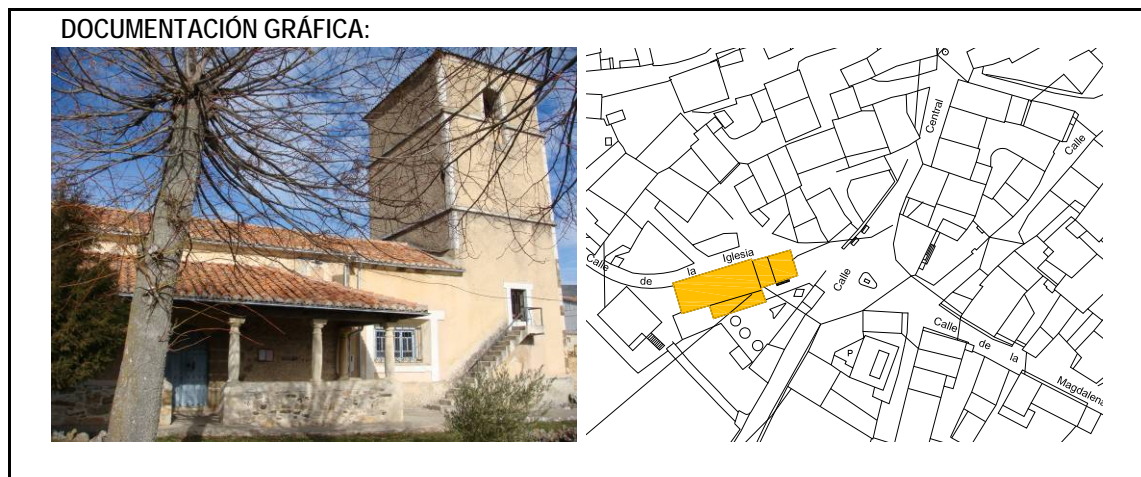 DOCUMENTACIÓN GRÁFICA:
Central
Calle
Calle
de
la
Iglesia
Calle
Calle
de
la
Magdalena
P